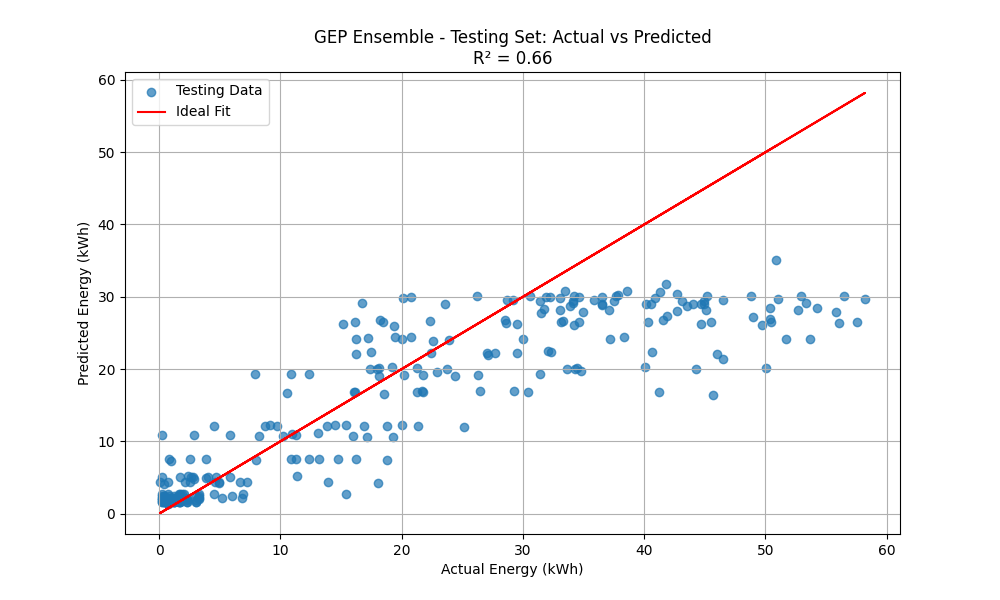 GEP Ensemble - Testing Set: Actual vs Predicted
R² = 0.66
Testing Data
Ideal Fit
Predicted Energy (kWh)
60
50
40
30
20
10
0
0 10 20 30 40 50 60
Actual Energy (kWh)